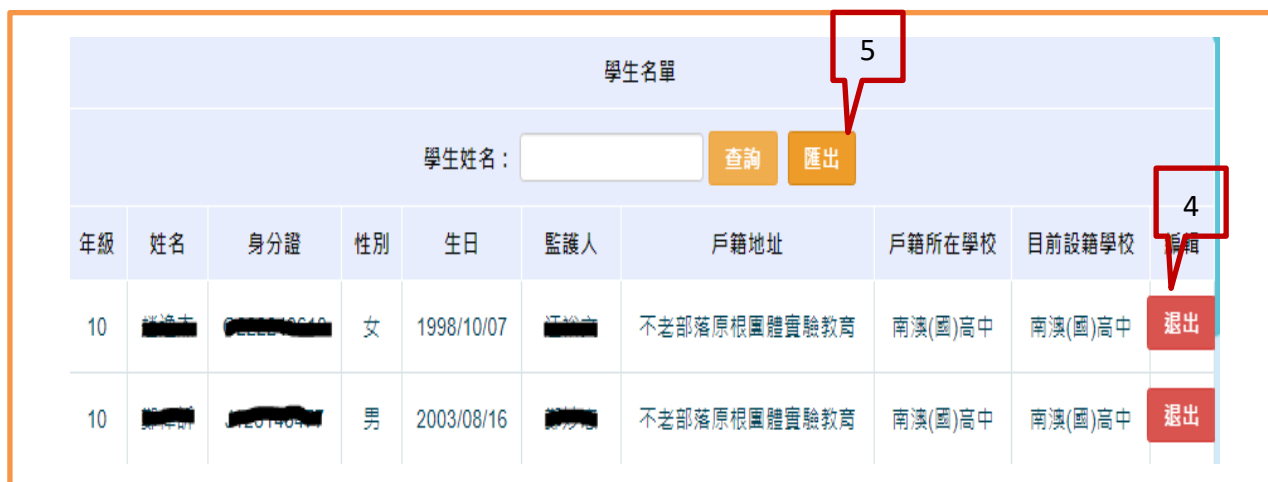 5
學生名單
學生姓名： 查詢 匯出
4
年級 姓名 身分證 性別 生日 監護人 戶籍地址 戶籍所在學校 目前設籍學校 編輯
10 女 1998/10/07 不老部落原根團體實驗教育 南澳(國)高中 南澳(國)高中 退出
10 男 2003/08/16 不老部落原根團體實驗教育 南澳(國)高中 南澳(國)高中 退出